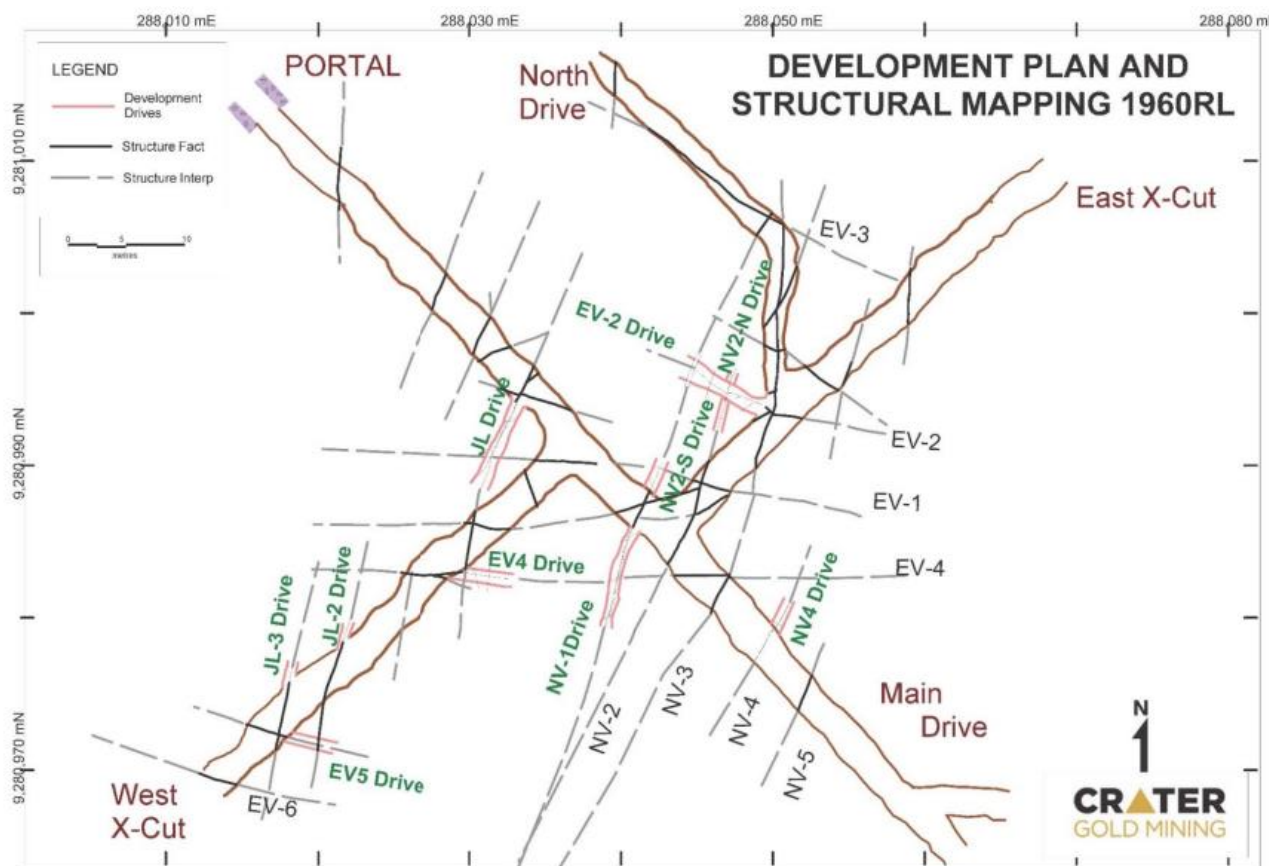 288,010 mE
288,030 mE
288,050 mE
288,080 mE
LEGEND
Development
Drives
Structure Fact
Structure Interp
0 5 10
metres
PORTAL
North
Drive
DEVELOPMENT PLAN AND
STRUCTURAL MAPPING 1960RL
9,281,010 mN
9,280,990 mN
9,280,970 mN
East X-Cut
EV-3
EV-2 Drive
NV2-N Drive
JL Drive
NV2-S Drive
EV-2
EV-1
EV4 Drive
EV-4
JL-3 Drive
JL-2 Drive
NV-1Drive
NV4 Drive
NV-2
NV-3
NV-4
NV-5
Main
Drive
EV5 Drive
EV-6
West
X-Cut
N
CRATER
GOLD MINING